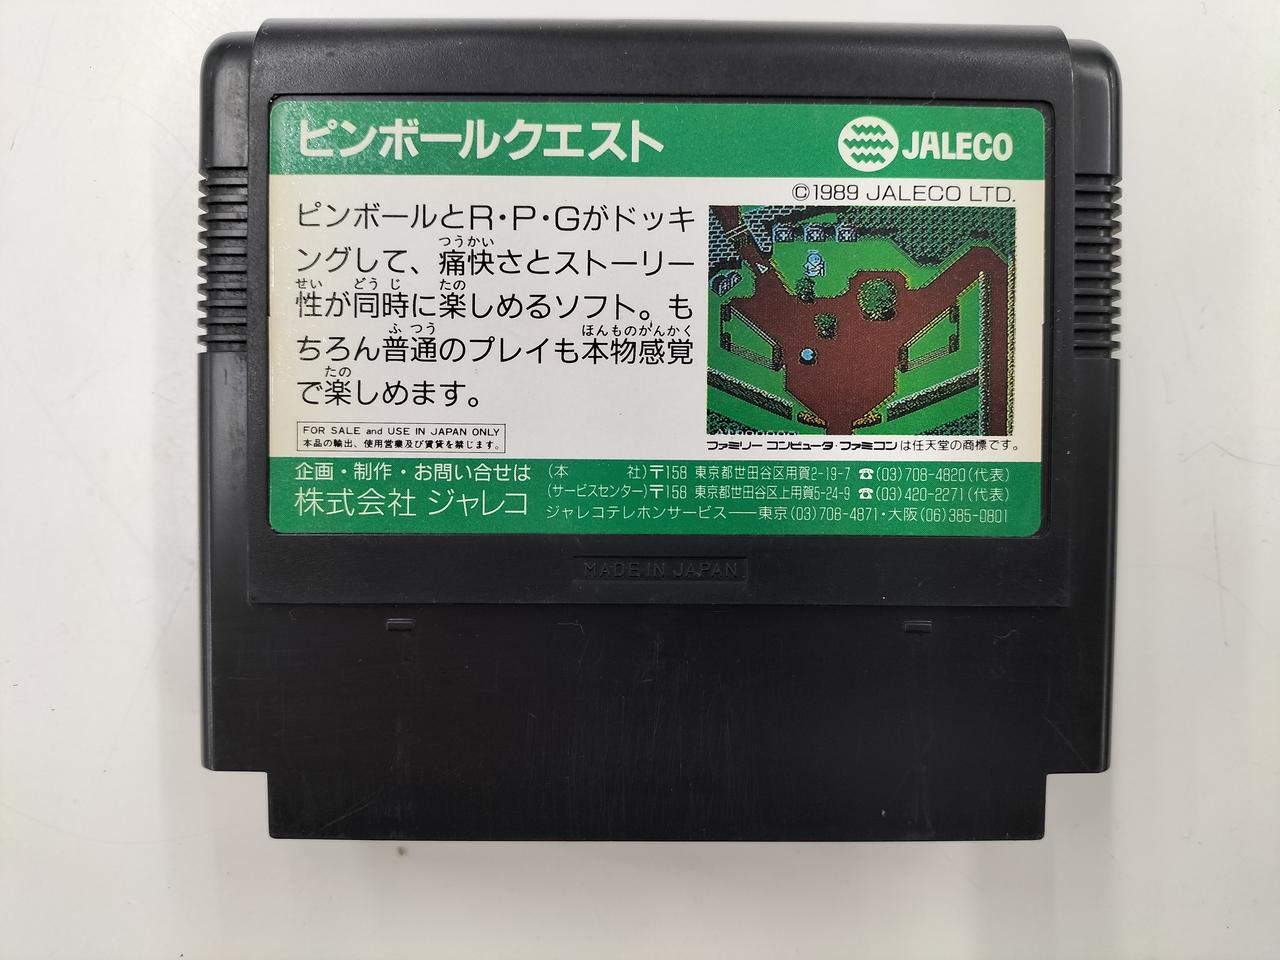 ピンボールクエスト
JALECO
©1989 JALECO LTD.
ピンボールとR・P・Gがドッキ
つうかい
ングして、痛快さとストーリー
せい どうじ たの
性が同時に楽しめるソフト。も
ふつう ほんものかんかく
ちろん普通のプレイも本物感覚
たの
で楽しめます。
FOR SALE and USE IN JAPAN ONLY
本品の輸出、使用営業及び賃貸を禁じます。
ファミリーコンピュータ・ファミコンは任天堂の商標です。
企画・制作・お問い合せは
株式会社 ジャレコ
(本 社)〒158 東京都世田谷区用賀2-19-7 ☎(03)708-4820(代表)
(サービスセンター)〒158 東京都世田谷区上用賀5-24-9 ☎(03)420-2271(代表)
ジャレコテレホンサービス──東京(03)708-4871・大阪(06)385-0801
MADE IN JAPAN